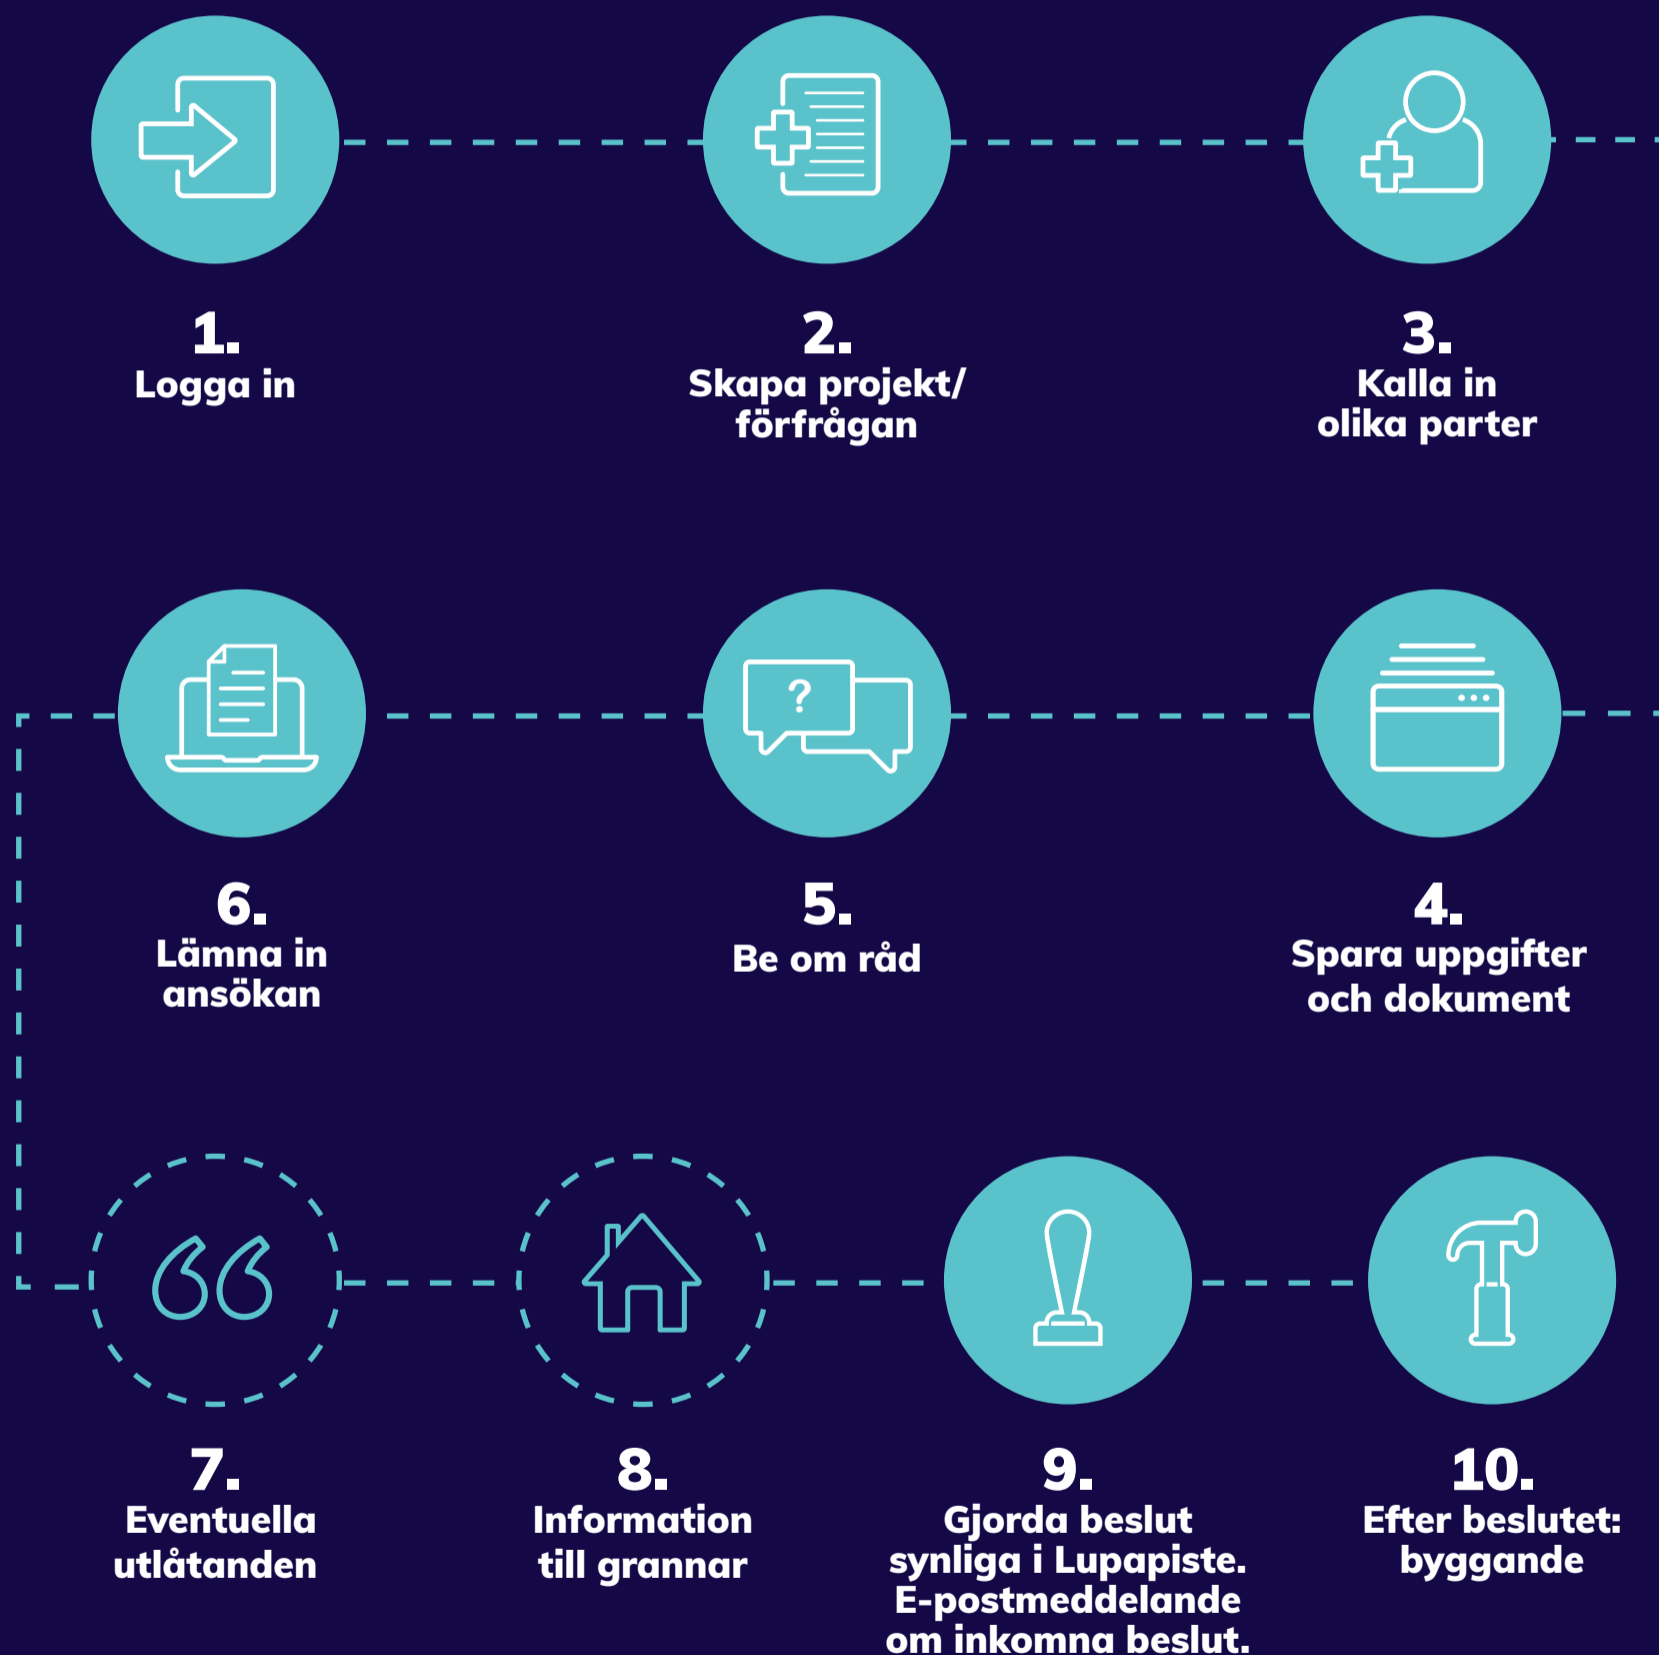 1.
Logga in
2.
Skapa projekt/
förfrågan
3.
Kalla in
olika parter
4.
Spara uppgifter
och dokument
?
5.
Be om råd
6.
Lämna in
ansökan
7.
Eventuella
utlåtanden
8.
Information
till grannar
9.
Gjorda beslut
synliga i Lupapiste.
E-postmeddelande
om inkomna beslut.
10.
Efter beslutet:
byggande